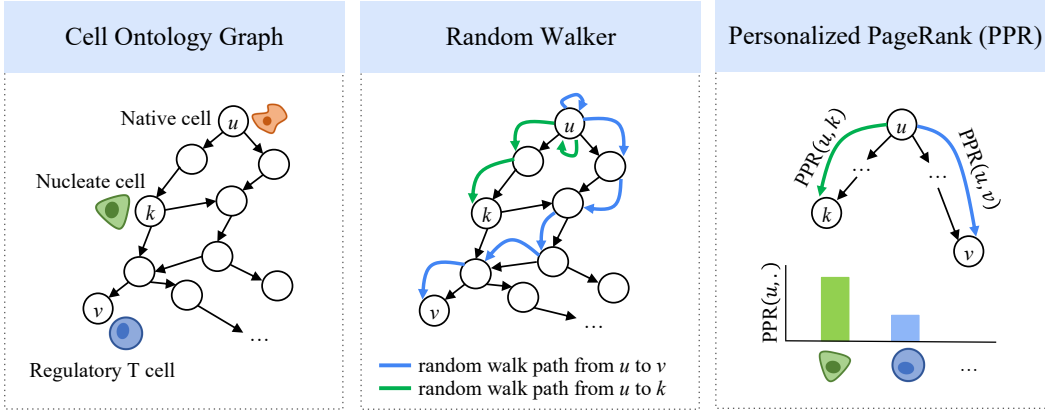 Cell Ontology Graph
Native cell
u
Nucleate cell
k
v
Regulatory T cell
...
Random Walker
u
k
v
...
random walk path from u to v
random walk path from u to k
Personalized PageRank (PPR)
u
PPR(u,k)
PPR(u,v)
...
...
k
v
PPR(u,. .)
...